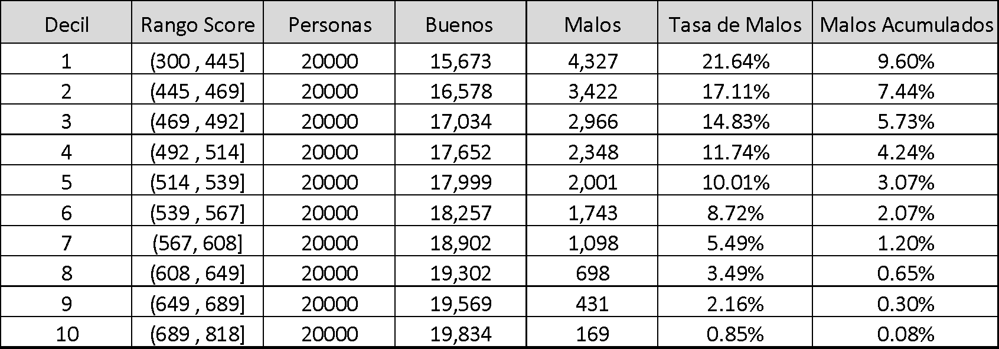 Decil Rango Score Personas Buenos Malos Tasa de Malos Malos Acumulados
1 (300 , 445] 20000 15,673 4,327 21.64% 9.60%
2 (445 , 469] 20000 16,578 3,422 17.11% 7.44%
3 (469 , 492] 20000 17,034 2,966 14.83% 5.73%
4 (492 , 514] 20000 17,652 2,348 11.74% 4.24%
5 (514 , 539] 20000 17,999 2,001 10.01% 3.07%
6 (539 , 567] 20000 18,257 1,743 8.72% 2.07%
7 (567, 608] 20000 18,902 1,098 5.49% 1.20%
8 (608 , 649] 20000 19,302 698 3.49% 0.65%
9 (649 , 689] 20000 19,569 431 2.16% 0.30%
10 (689 , 818] 20000 19,834 169 0.85% 0.08%